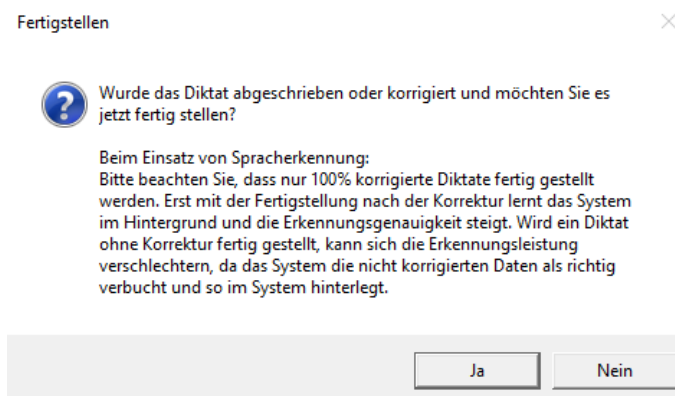 Fertigstellen
Wurde das Diktat abgeschrieben oder korrigiert und möchten Sie es
jetzt fertig stellen?
Beim Einsatz von Spracherkennung:
Bitte beachten Sie, dass nur 100% korrigierte Diktate fertig gestellt
werden. Erst mit der Fertigstellung nach der Korrektur lernt das System
im Hintergrund und die Erkennungsgenauigkeit steigt. Wird ein Diktat
ohne Korrektur fertig gestellt, kann sich die Erkennungsleistung
verschlechtern, da das System die nicht korrigierten Daten als richtig
verbucht und so im System hinterlegt.
Ja
Nein